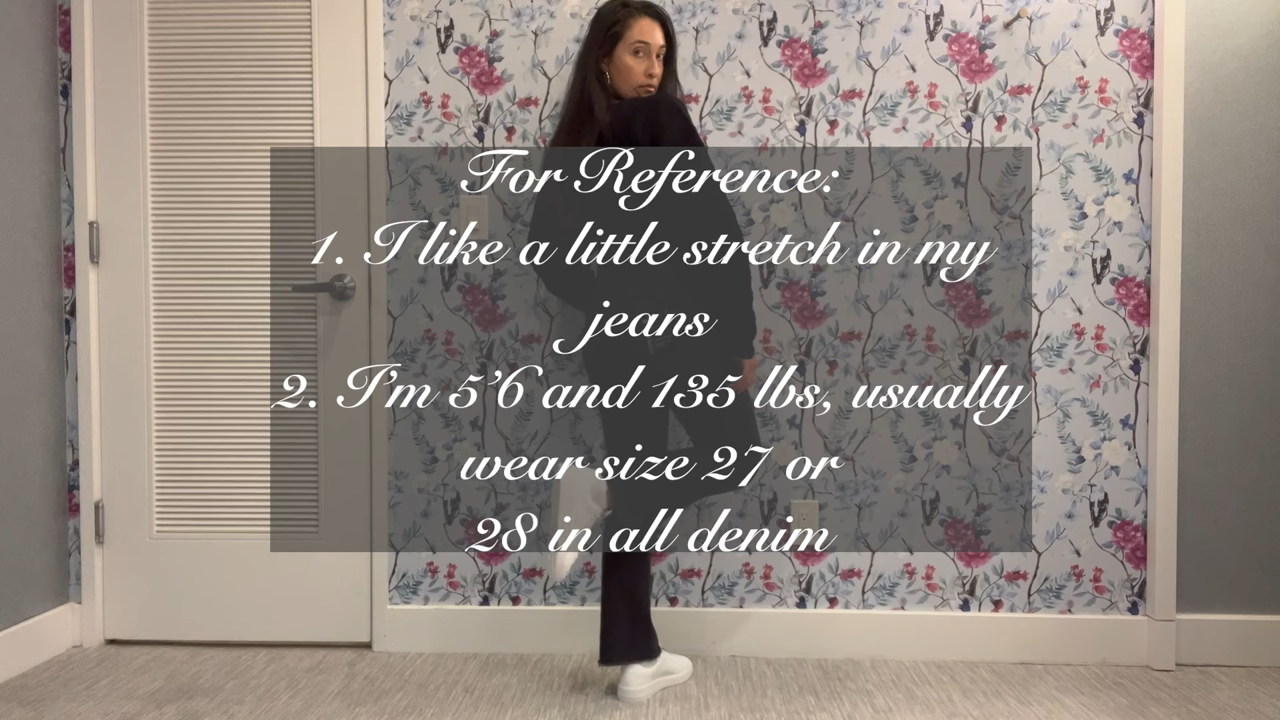 For Reference:
1. I like a little stretch in my
jeans
2. I'm 5'6 and 135 lbs, usually
wear size 27 or
28 in all denim